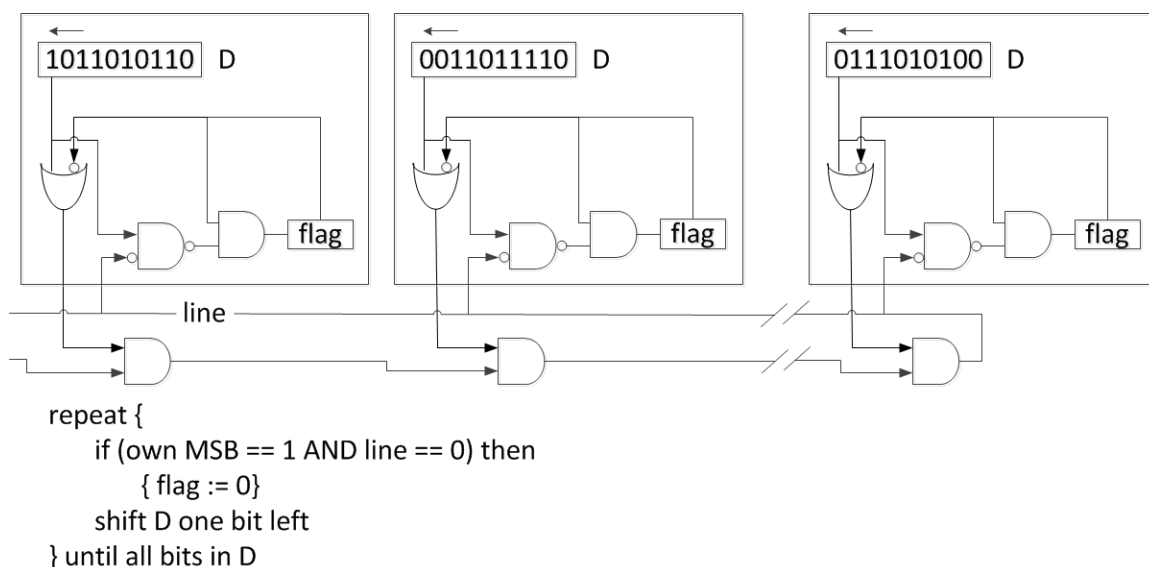 1011010110 D
0011011110 D
0111010100 D
flag
flag
flag
line
repeat {
if (own MSB == 1 AND line == 0) then
{ flag := 0}
shift D one bit left
} until all bits in D